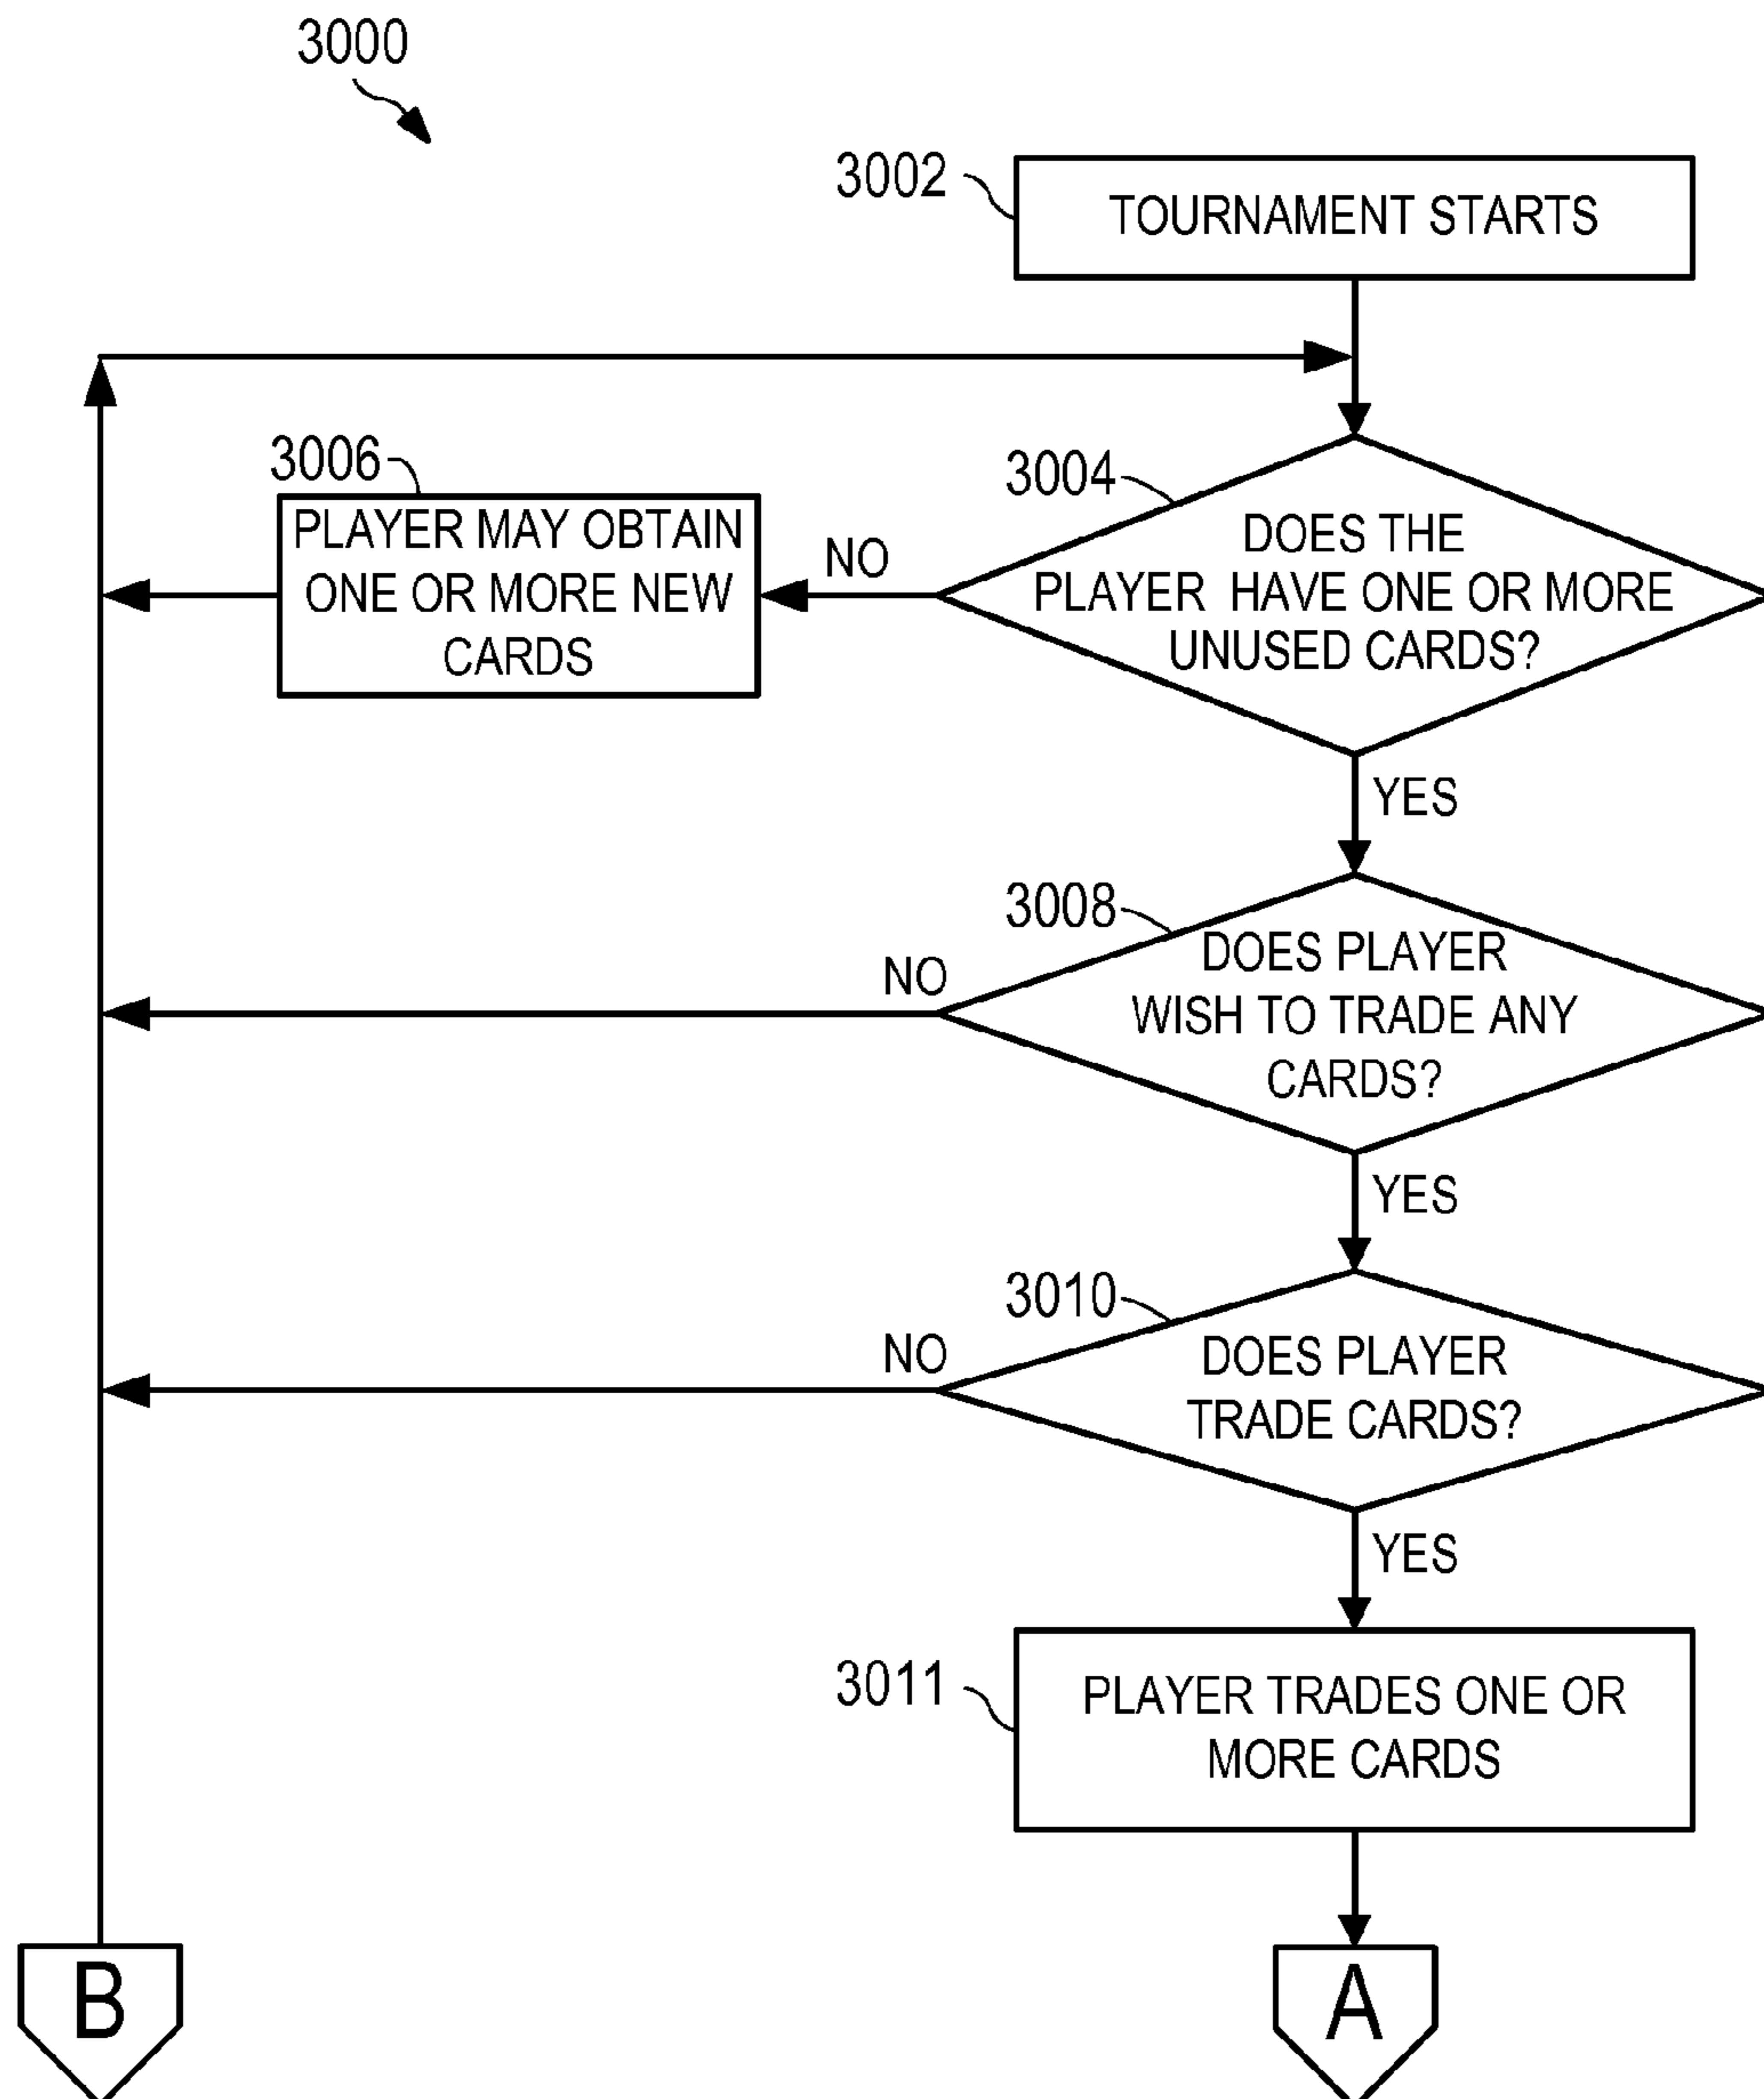 3000
3002
TOURNAMENT STARTS
3006
PLAYER MAY OBTAIN
ONE OR MORE NEW
CARDS
NO
3004
DOES THE
PLAYER HAVE ONE OR MORE
UNUSED CARDS?
YES
3008
NO
DOES PLAYER
WISH TO TRADE ANY
CARDS?
YES
3010
NO
DOES PLAYER
TRADE CARDS?
YES
3011
PLAYER TRADES ONE OR
MORE CARDS
B
A